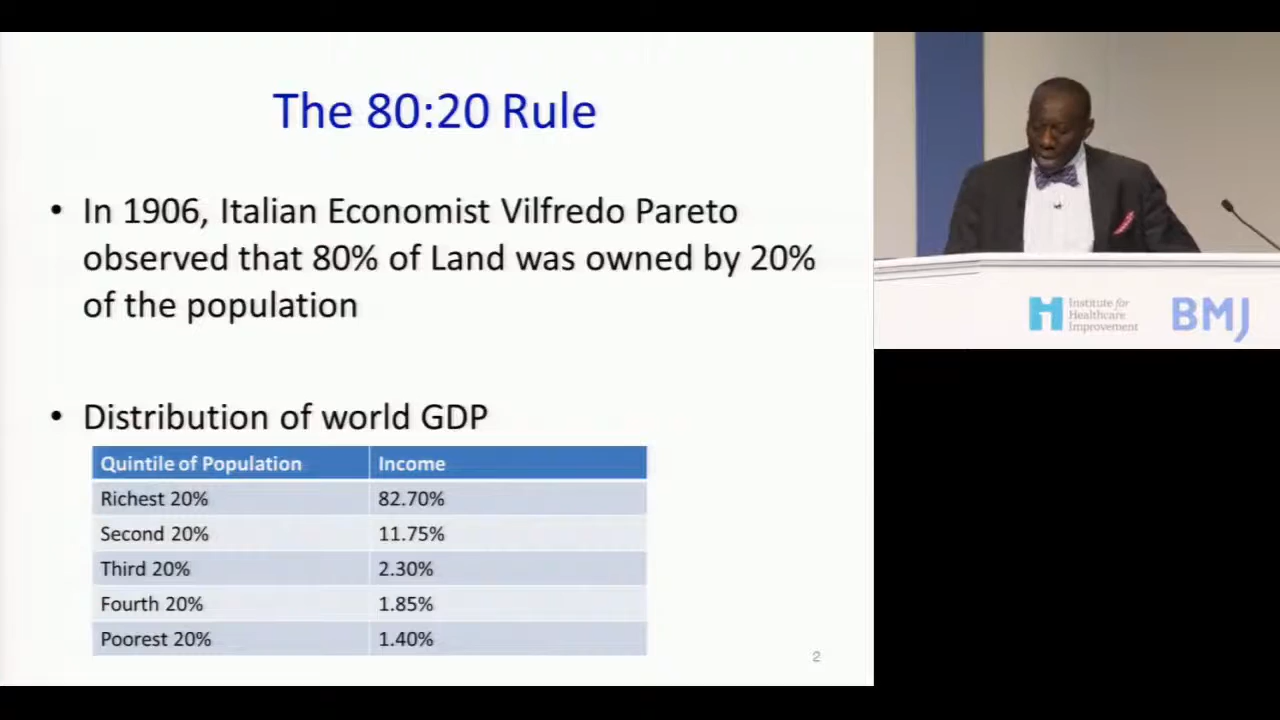 The 80:20 Rule
• In 1906, Italian Economist Vilfredo Pareto
observed that 80% of Land was owned by 20%
of the population
• Distribution of world GDP
Quintile of Population Income
Richest 20% 82.70%
Second 20% 11.75%
Third 20% 2.30%
Fourth 20% 1.85%
Poorest 20% 1.40%
2
Institute for
Healthcare
Improvement
BMJ